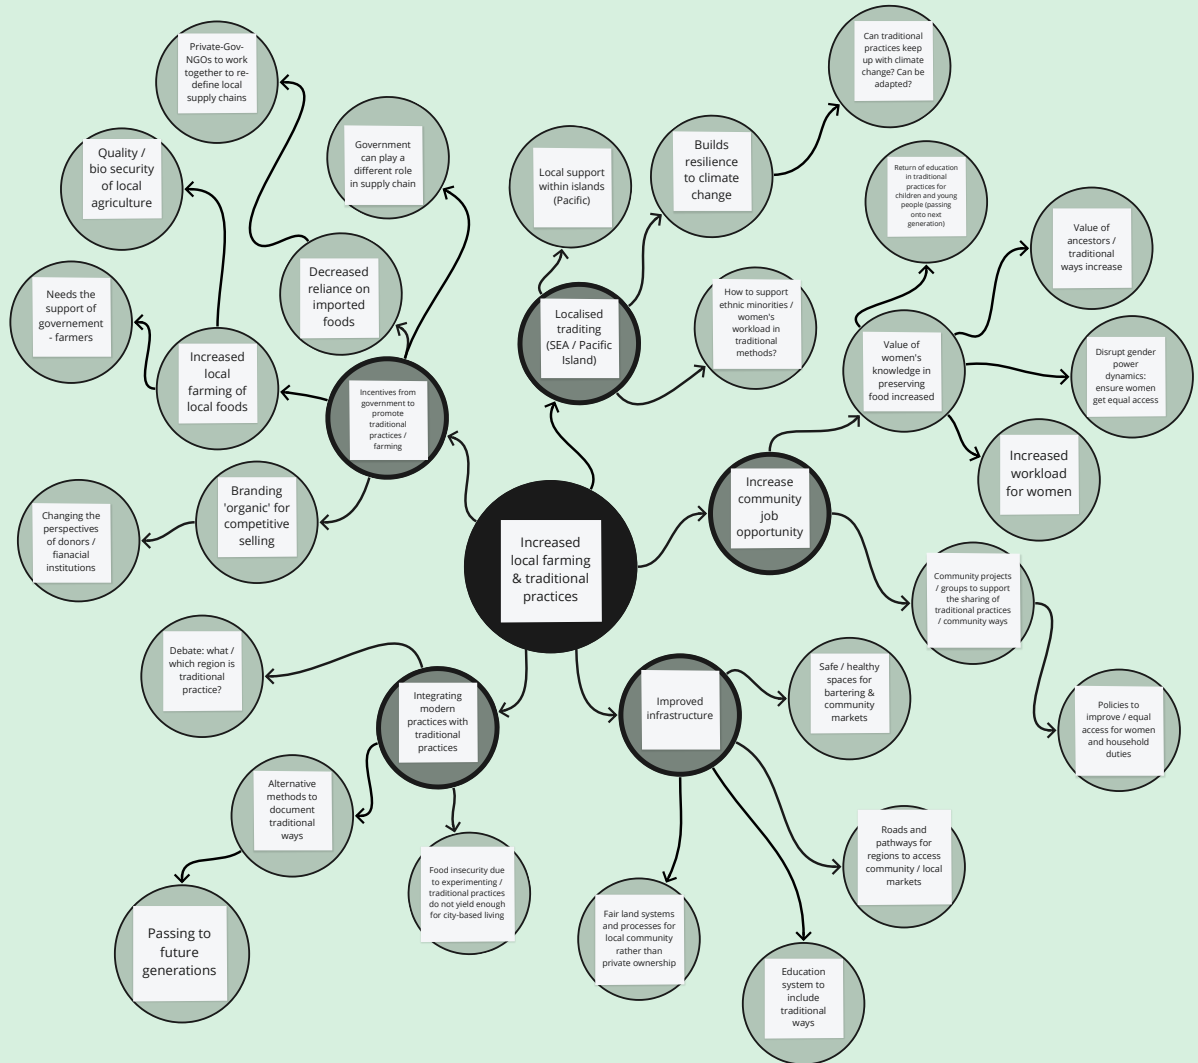 Private-Gov-
NGOs to work
together to re-
define local
supply chains
Government
can play a
different role
in supply chain
Quality /
bio security
of local
agriculture
Decreased
reliance on
imported
foods
Needs the
support of
governement
- farmers
Increased
local
farming of
local foods
Incentives from
government to
promote
traditional
practices /
farming
Branding
'organic' for
competitive
selling
Changing the
perspectives
of donors /
fianacial
institutions
Local support
within islands
(Pacific)
Builds
resilience
to climate
change
Can traditional
practices keep
up with climate
change? Can be
adapted?
Localised
traditing
(SEA / Pacific
Island)
How to support
ethnic minorities /
women's
workload in
traditional
methods?
Return of education
in traditional
practices for
children and young
people (passing
onto next
generation)
Value of
ancestors /
traditional
ways increase
Value of
women's
knowledge in
preserving
food increased
Disrupt gender
power
dynamics:
ensure women
get equal access
Increased
workload
for women
Increase
community
job
opportunity
Increased
local farming
& traditional
practices
Community projects
/ groups to support
the sharing of
traditional practices
/ community ways
Policies to
improve / equal
access for women
and household
duties
Debate: what /
which region is
traditional
practice?
Integrating
modern
practices with
traditional
practices
Alternative
methods to
document
traditional
ways
Passing to
future
generations
Food insecurity due
to experimenting /
traditional practices
do not yield enough
for city-based living
Improved
infrastructure
Safe / healthy
spaces for
bartering &
community
markets
Roads and
pathways for
regions to access
community / local
markets
Fair land systems
and processes for
local community
rather than
private ownership
Education
system to
include
traditional
ways